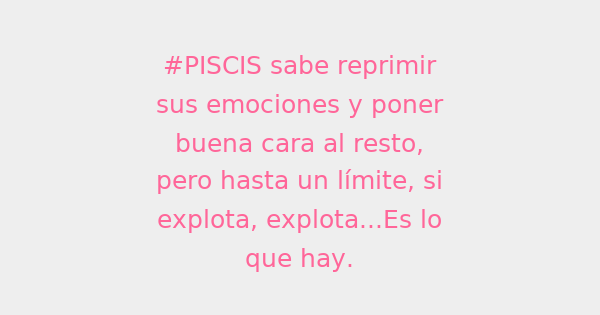 #PISCIS sabe reprimir
sus emociones y poner
buena cara al resto,
pero hasta un límite, si
explota, explota...Es lo
que hay.